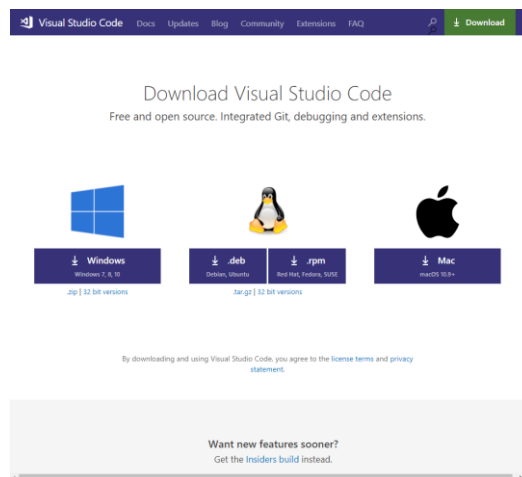 Visual Studio Code Docs Updates Blog Community Extensions FAQ Download
Download Visual Studio Code
Free and open source. Integrated Git, debugging and extensions.
Windows
Windows 7, 8, 10
.deb
Debian, Ubuntu
.rpm
Red Hat, Fedora, SUSE
Mac
macOS 10.9+
.zip | 32 bit versions
.tar.gz | 32 bit versions
By downloading and using Visual Studio Code, you agree to the license terms and privacy
statement.
Want new features sooner?
Get the Insiders build instead.